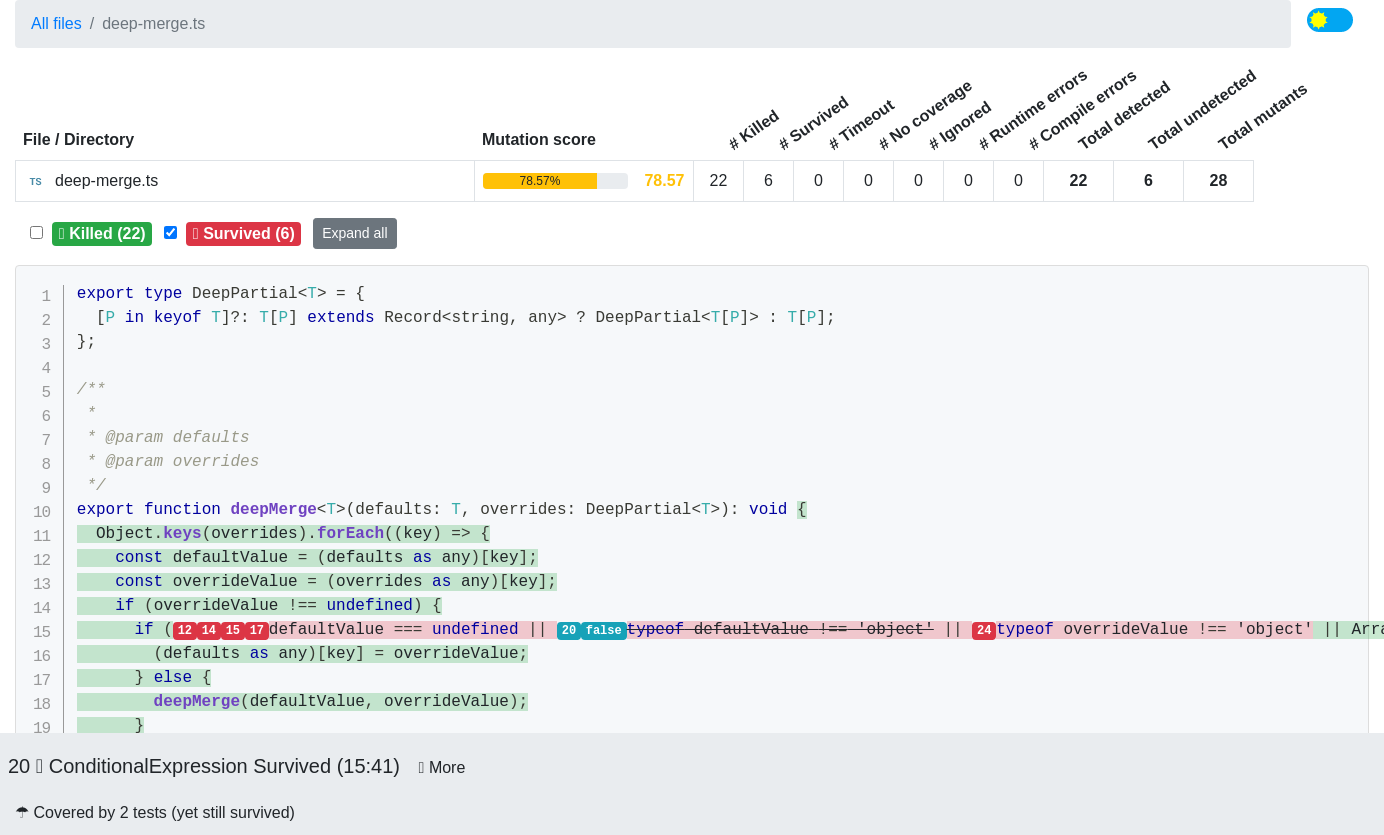 All files / deep-merge.ts
File / Directory Mutation score # Killed # Survived # Timeout # No coverage # Ignored # Runtime errors # Compile errors Total detected Total undetected Total mutants
TS deep-merge.ts 78.57% 78.57 22 6 0 0 0 0 0 22 6 28
Killed (22) Survived (6) Expand all
1 export type DeepPartial<T> = {
2   [P in keyof T]?: T[P] extends Record<string, any> ? DeepPartial<T[P]> : T[P];
3 };
4
5 /**
6  *
7  * @param defaults
8  * @param overrides
9  */
10 export function deepMerge<T>(defaults: T, overrides: DeepPartial<T>): void {
11   Object.keys(overrides).forEach((key) => {
12     const defaultValue = (defaults as any)[key];
13     const overrideValue = (overrides as any)[key];
14     if (overrideValue !== undefined) {
15       if (12 14 15 17 defaultValue === undefined || 20 false typeof defaultValue !== 'object' || 24 typeof overrideValue !== 'object' || Arra
16         (defaults as any)[key] = overrideValue;
17       } else {
18         deepMerge(defaultValue, overrideValue);
19       }
20 ConditionalExpression Survived (15:41) More
☂ Covered by 2 tests (yet still survived)